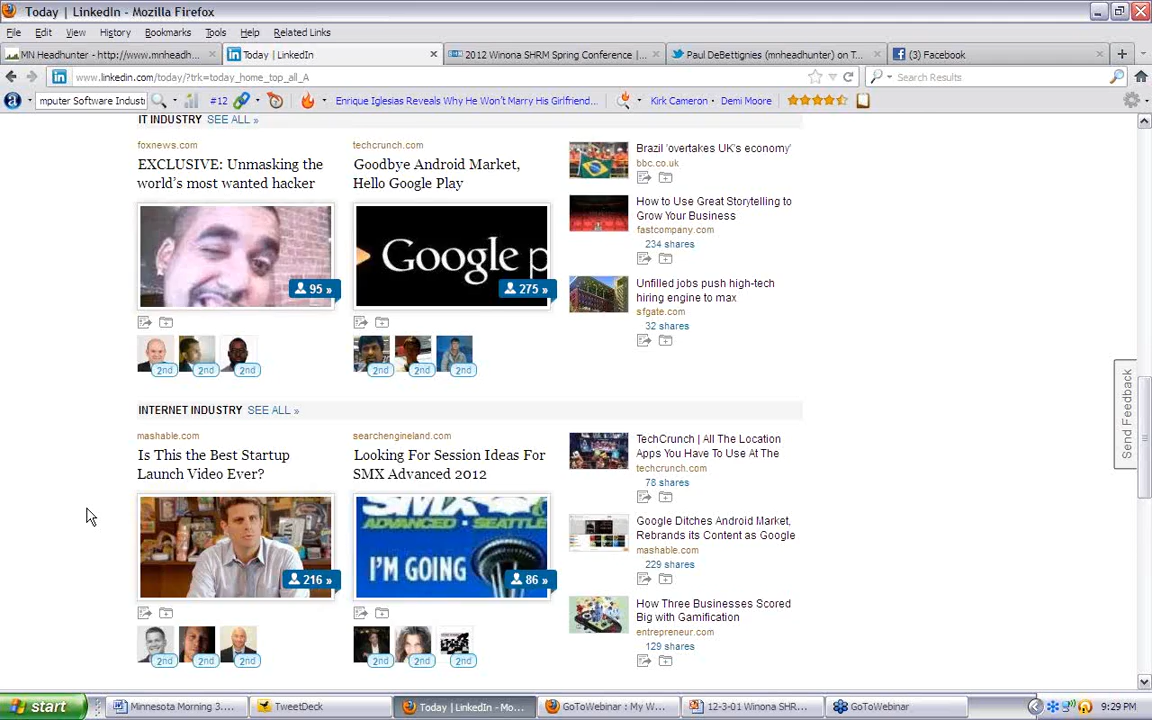 Today | LinkedIn - Mozilla Firefox
File Edit View History Bookmarks Tools Help Related Links
MN Headhunter - http://www.mnheadh...
Today | LinkedIn
2012 Winona SHRM Spring Conference |...
Paul DeBettignies (mnheadhunter) on T...
(3) Facebook
www.linkedin.com/today/?trk=today_home_top_all_A
Search Results
mputer Software Industi
#12
Enrique Iglesias Reveals Why He Won't Marry His Girlfriend...
Kirk Cameron • Demi Moore
IT INDUSTRY SEE ALL »
foxnews.com
EXCLUSIVE: Unmasking the
world's most wanted hacker
95 »
2nd 2nd 2nd
techcrunch.com
Goodbye Android Market,
Hello Google Play
Google p
275 »
2nd 2nd 2nd
Brazil 'overtakes UK's economy'
bbc.co.uk
How to Use Great Storytelling to
Grow Your Business
fastcompany.com
234 shares
Unfilled jobs push high-tech
hiring engine to max
sfgate.com
32 shares
Send Feedback
INTERNET INDUSTRY SEE ALL »
mashable.com
Is This the Best Startup
Launch Video Ever?
216 »
2nd 2nd 2nd
searchengineland.com
Looking For Session Ideas For
SMX Advanced 2012
SMX
ADVANCED • SEATTLE
I'M GOING
86 »
2nd 2nd 2nd
TechCrunch | All The Location
Apps You Have To Use At The
techcrunch.com
78 shares
Google Ditches Android Market,
Rebrands its Content as Google
mashable.com
229 shares
How Three Businesses Scored
Big with Gamification
entrepreneur.com
129 shares
start
Minnesota Morning 3....
TweetDeck
Today | LinkedIn - Mo...
GoToWebinar : My W...
12-3-01 Winona SHR...
GoToWebinar
9:29 PM